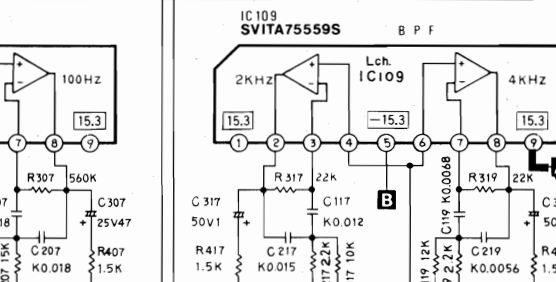 IC109
SVITA75559S
B P F
Lch.
IC109
100Hz
2KHz
4KHz
15.3
15.3
−15.3
15.3
15.3
7
8
9
1
2
3
4
5
6
7
8
9
R307
560K
R317
22K
R319
22K
B
C307
25V47
C317
50V1
C117
K0.012
C119 K0.0068
C207
K0.018
R407
1.5K
R417
1.5K
C217
K0.015
2.2K
10K
12K
2.2K
C219
K0.0056
15K